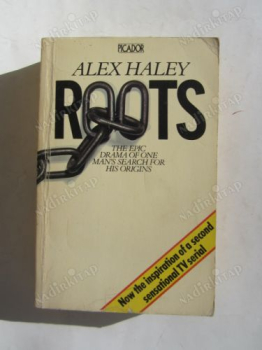 PICADOR
ALEX HALEY
ROOTS
THE EPIC
DRAMA OF ONE
MAN'S SEARCH FOR
HIS ORIGINS
Now the inspiration of a second
sensational TV serial